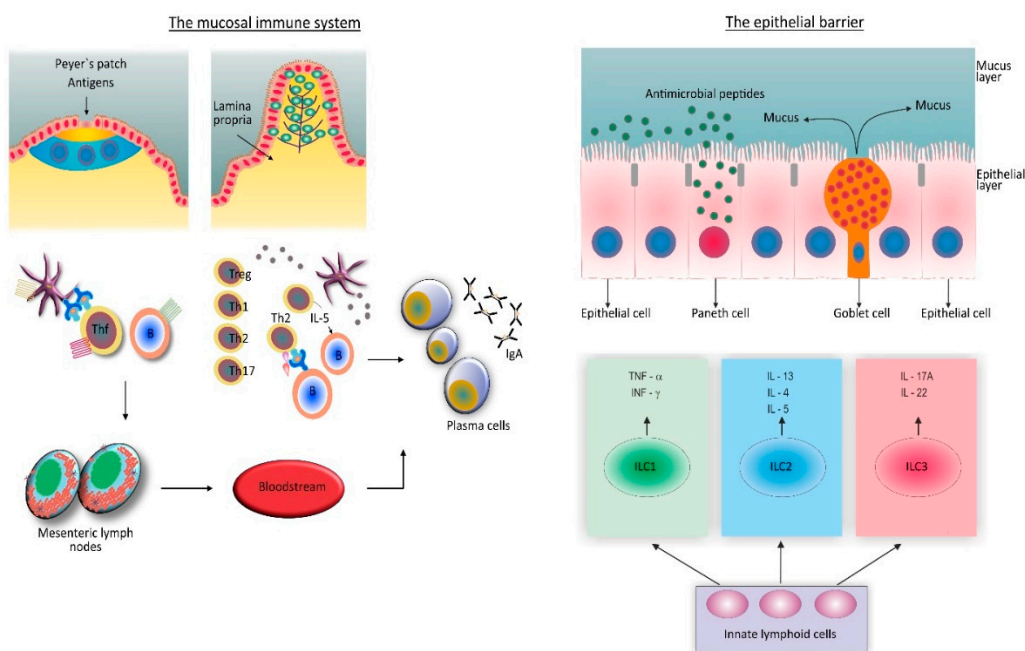 The mucosal immune system
Peyer`s patch
Antigens
Lamina
propria
Treg
Th1
Th2
Th17
Th2
IL-5
B
B
Thf
B
IgA
Plasma cells
Mesenteric lymph
nodes
Bloodstream
The epithelial barrier
Mucus
layer
Antimicrobial peptides
Mucus
Mucus
Epithelial
layer
Epithelial cell
Paneth cell
Goblet cell
Epithelial cell
TNF - α
INF - γ
ILC1
IL - 13
IL - 4
IL - 5
ILC2
IL - 17A
IL - 22
ILC3
Innate lymphoid cells